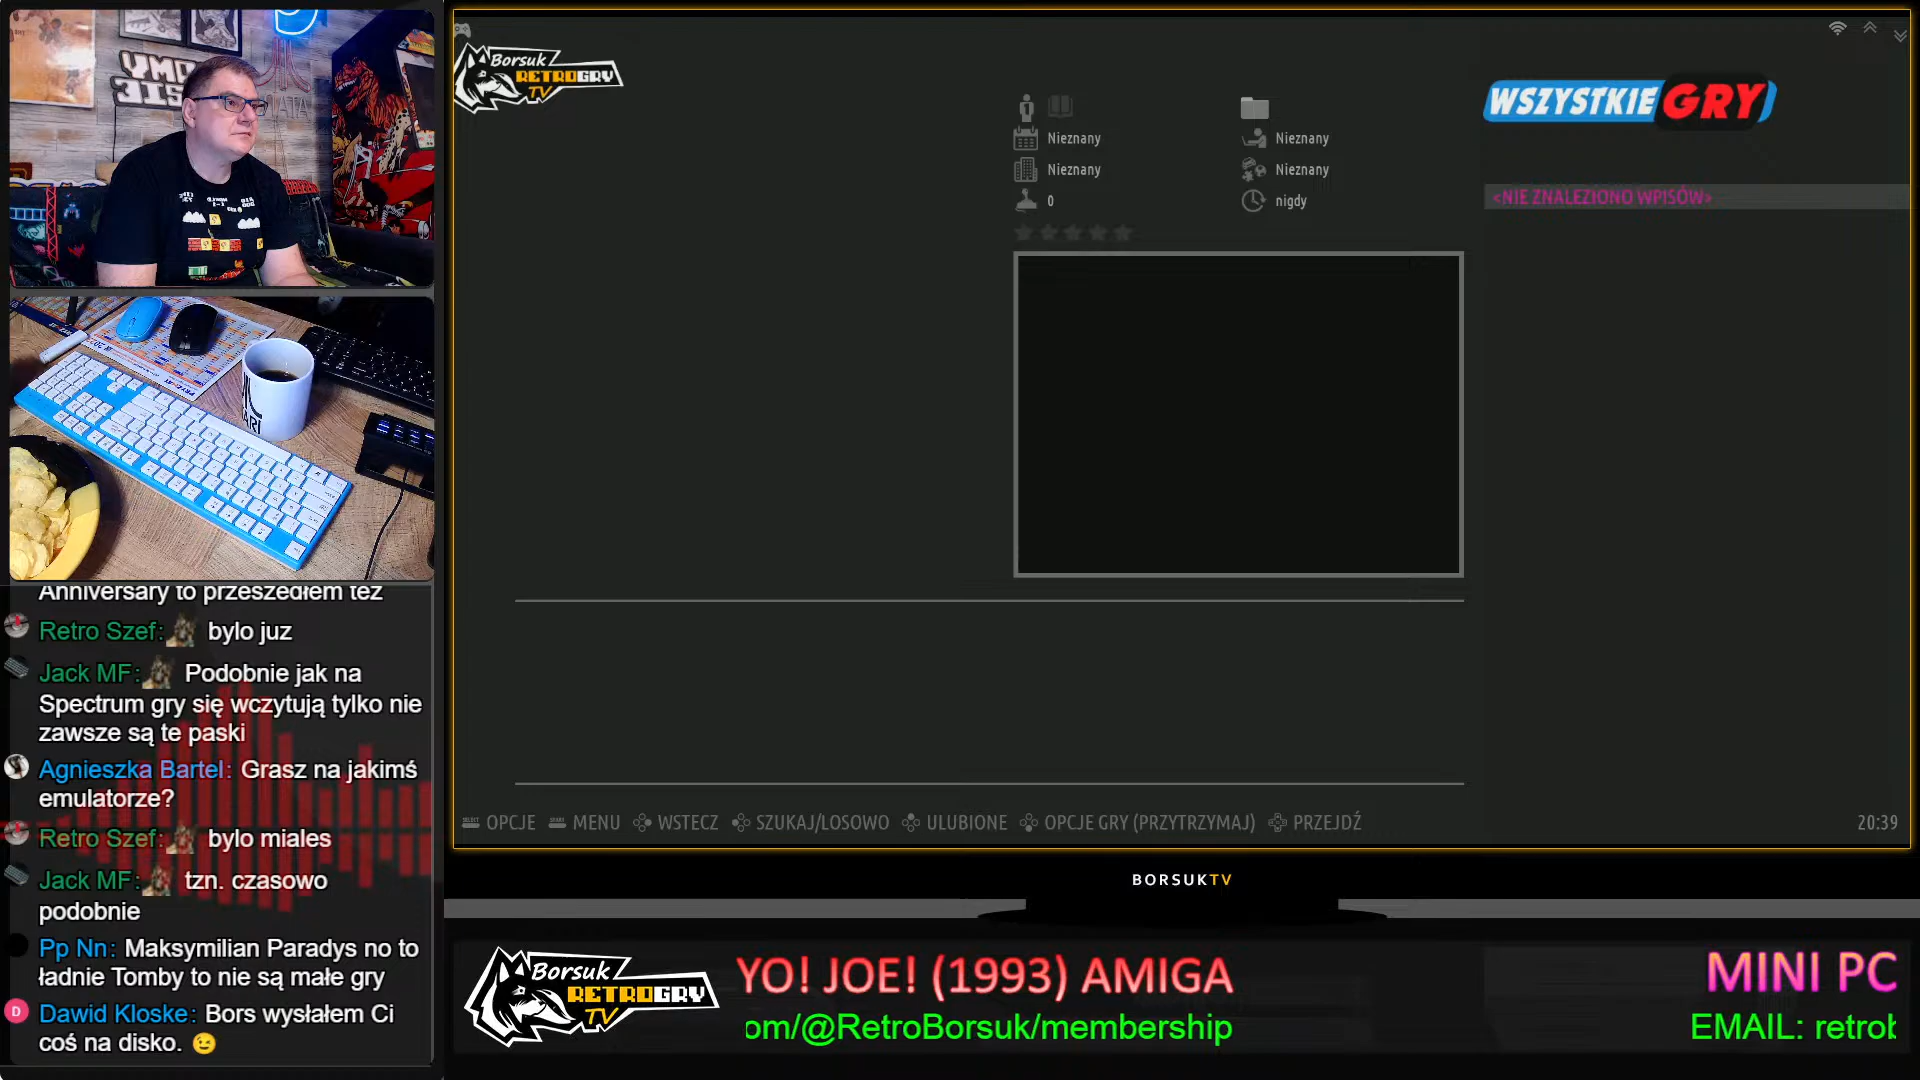 Borsuk
RETROGRY
TV
WSZYSTKIE GRY
Nieznany
Nieznany
Nieznany
Nieznany
0
nigdy
<NIE ZNALEZIONO WPISÓW>
ARI
Anniversary to przeszedłem też
Retro Szef: bylo juz
Jack MF: Podobnie jak na
Spectrum gry się wczytują tylko nie
zawsze są te paski
Agnieszka Bartel: Grasz na jakimś
emulatorze?
Retro Szef: bylo miales
Jack MF: tzn. czasowo
podobnie
Pp Nn: Maksymilian Paradys no to
ładnie Tomby to nie są małe gry
D Dawid Kloske: Bors wysłałem Ci
coś na disko. 😉
SELECT OPCJE START MENU WSTECZ SZUKAJ/LOSOWO ULUBIONE OPCJE GRY (PRZYTRZYMAJ) PRZEJDŹ
20:39
BORSUKTV
Borsuk
RETROGRY
TV
YO! JOE! (1993) AMIGA
om/@RetroBorsuk/membership
MINI PC
EMAIL: retrob